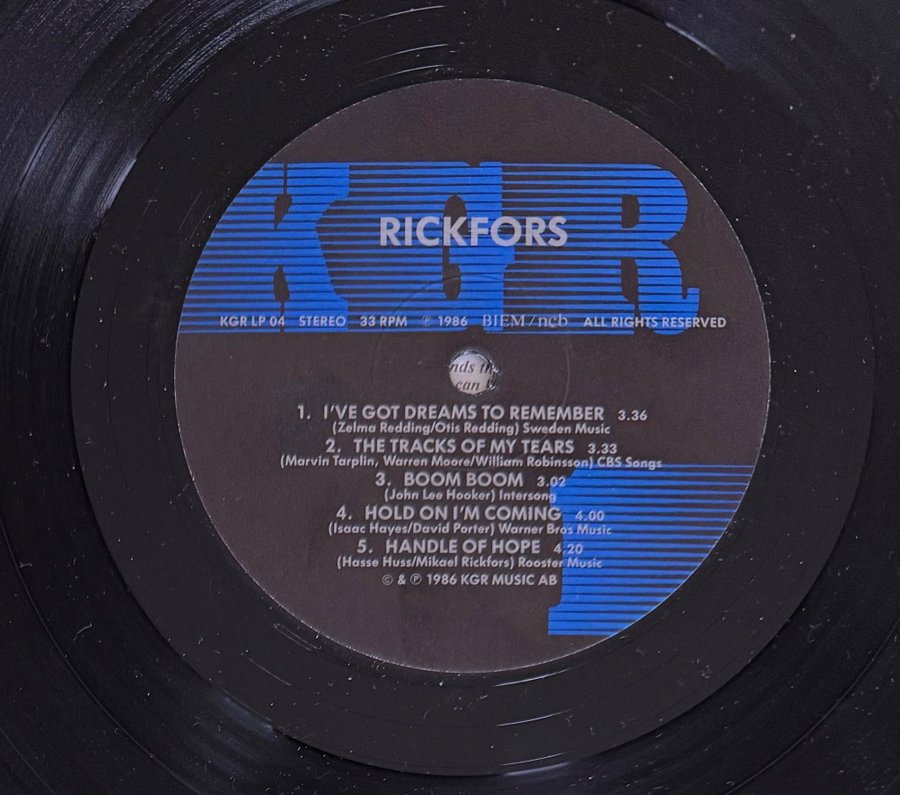 KGR
RICKFORS
KGR LP 04 STEREO 33 RPM ℗ 1986 BIEM/ncb ALL RIGHTS RESERVED
nds th
can
1. I'VE GOT DREAMS TO REMEMBER 3.36
(Zelma Redding/Otis Redding) Sweden Music
2. THE TRACKS OF MY TEARS 3.33
(Marvin Tarplin, Warren Moore/William Robinsson) CBS Songs
3. BOOM BOOM 3.02
(John Lee Hooker) Intersong
4. HOLD ON I'M COMING 4.00
(Isaac Hayes/David Porter) Warner Bros Music
5. HANDLE OF HOPE 4.20
(Hasse Huss/Mikael Rickfors) Rooster Music
© & ℗ 1986 KGR MUSIC AB
1